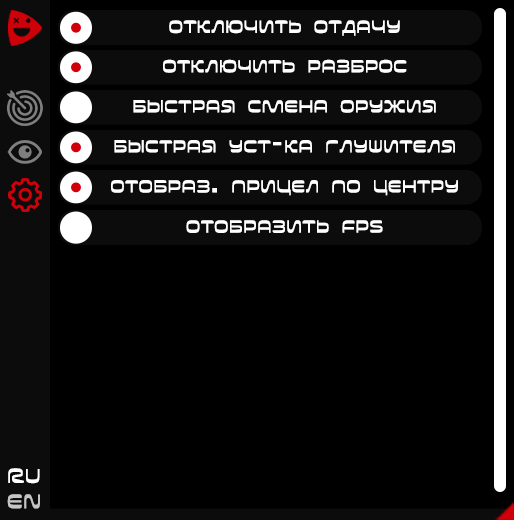 ОТКЛЮЧИТЬ ОТДАЧУ
ОТКЛЮЧИТЬ РАЗБРОС
БЫСТРАЯ СМЕНА ОРУЖИЯ
БЫСТРАЯ УСТ-КА ГЛУШИТЕЛЯ
ОТОБРАЗ. ПРИЦЕЛ ПО ЦЕНТРУ
ОТОБРАЗИТЬ FPS
RU
EN